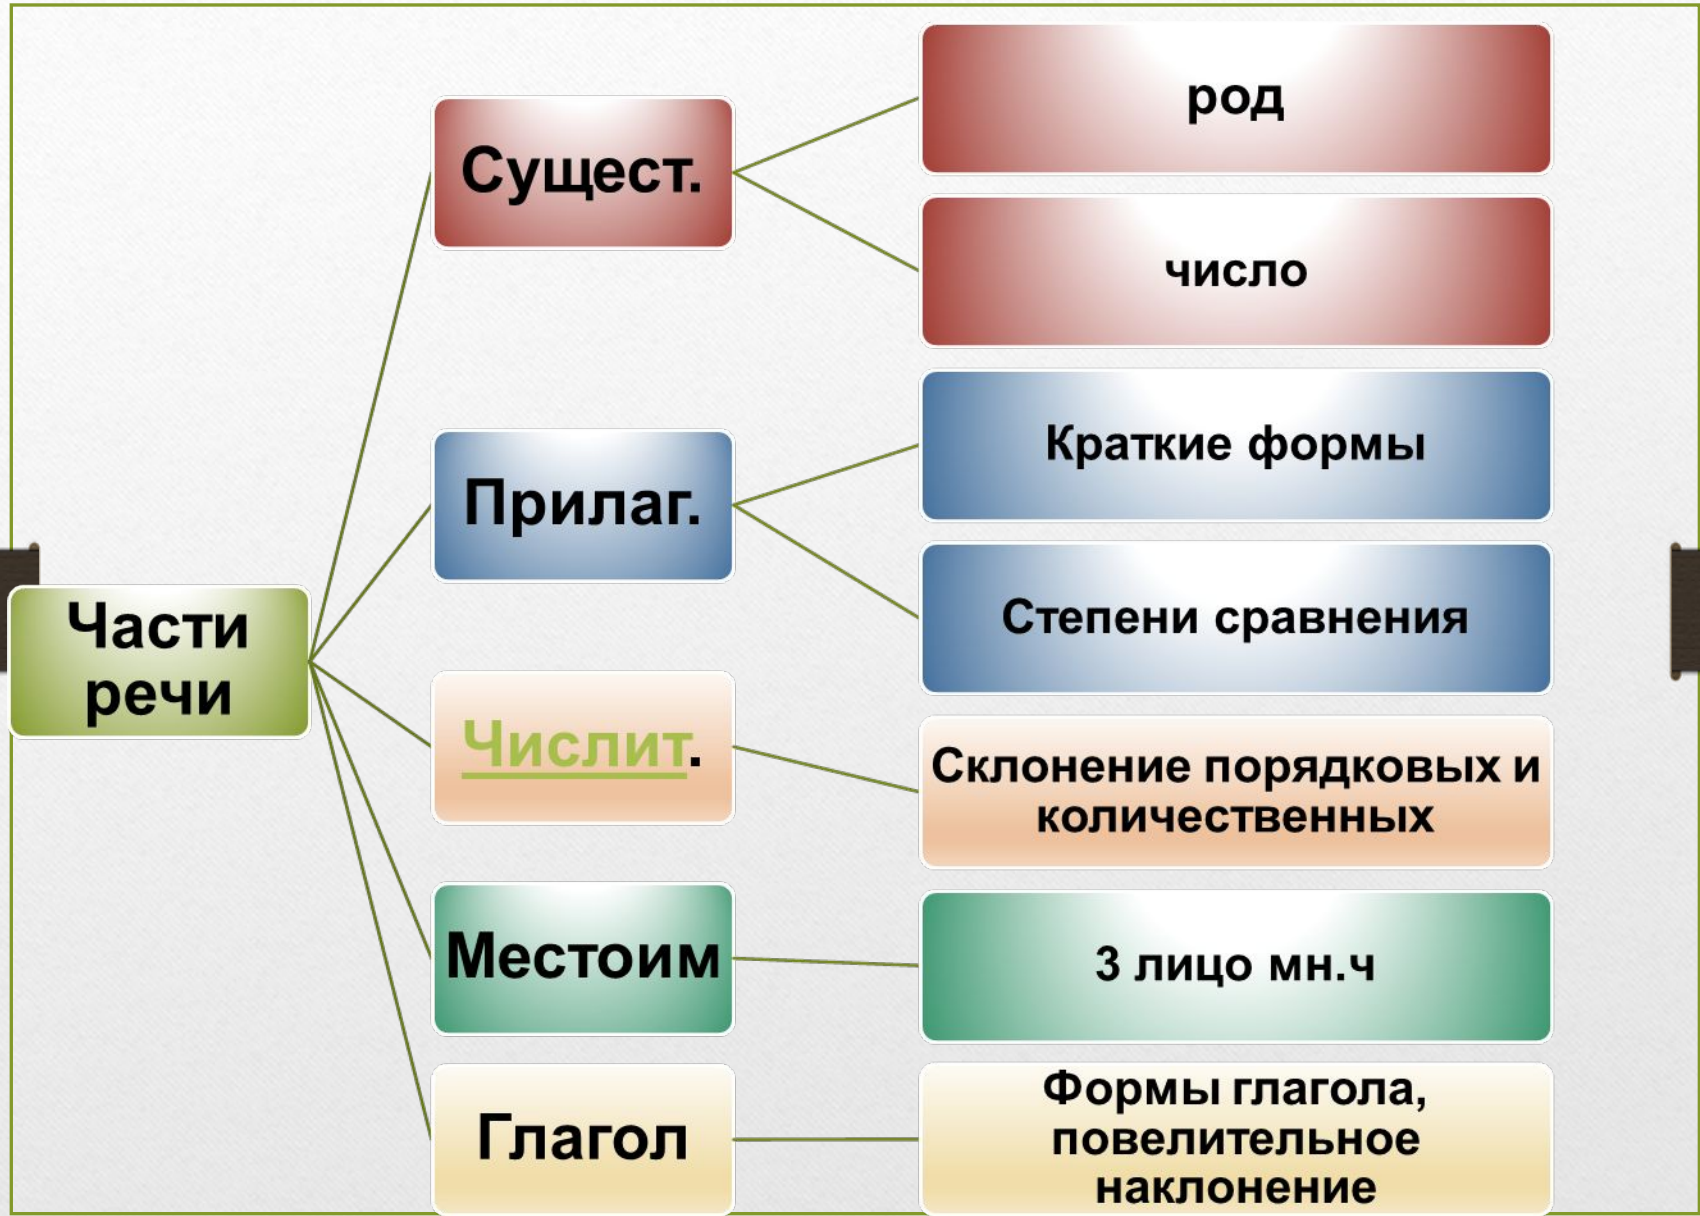 Части
речи
Сущест.
род
число
Прилаг.
Краткие формы
Степени сравнения
Числит.
Склонение порядковых и
количественных
Местоим
3 лицо мн.ч
Глагол
Формы глагола,
повелительное
наклонение